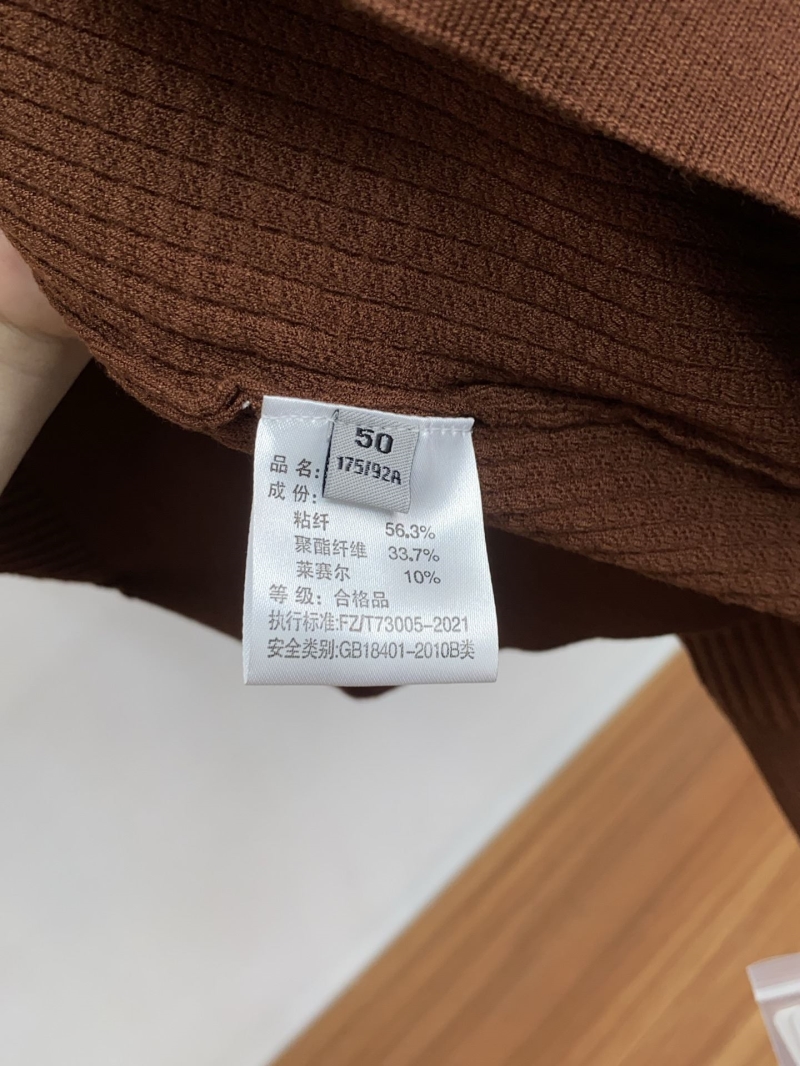 50
175/92A
品 名:
成 份:
粘纤 56.3%
聚酯纤维 33.7%
莱赛尔 10%
等 级: 合格品
执行标准:FZ/T73005-2021
安全类别:GB18401-2010B类